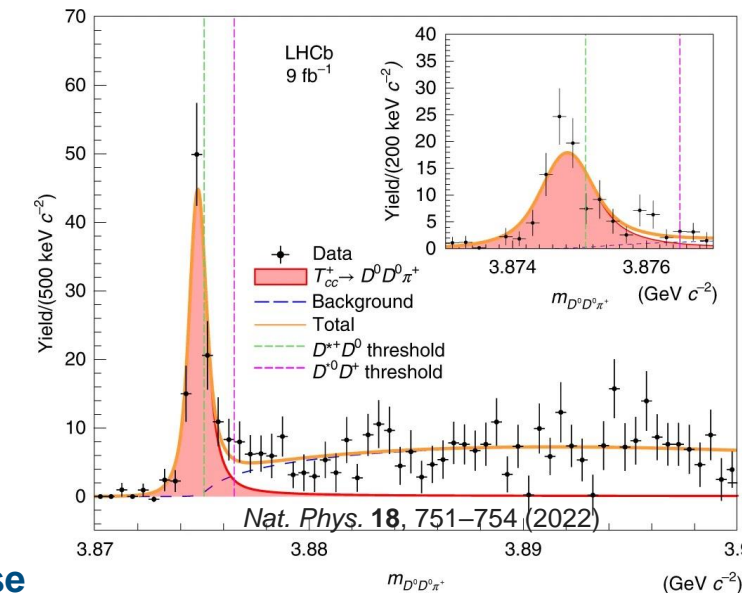 70
60
50
40
30
20
10
0
Yield/(500 keV c⁻²)
LHCb
9 fb⁻¹
40
35
30
25
20
15
10
5
0
Yield/(200 keV c⁻²)
3.874
3.876
m_D⁰D⁰π⁺
(GeV c⁻²)
Data
T⁺cc → D⁰D⁰π⁺
Background
Total
D*⁺D⁰ threshold
D*⁰D⁺ threshold
Nat. Phys. 18, 751–754 (2022)
3.87
3.88
3.89
m_D⁰D⁰π⁺
(GeV c⁻²)